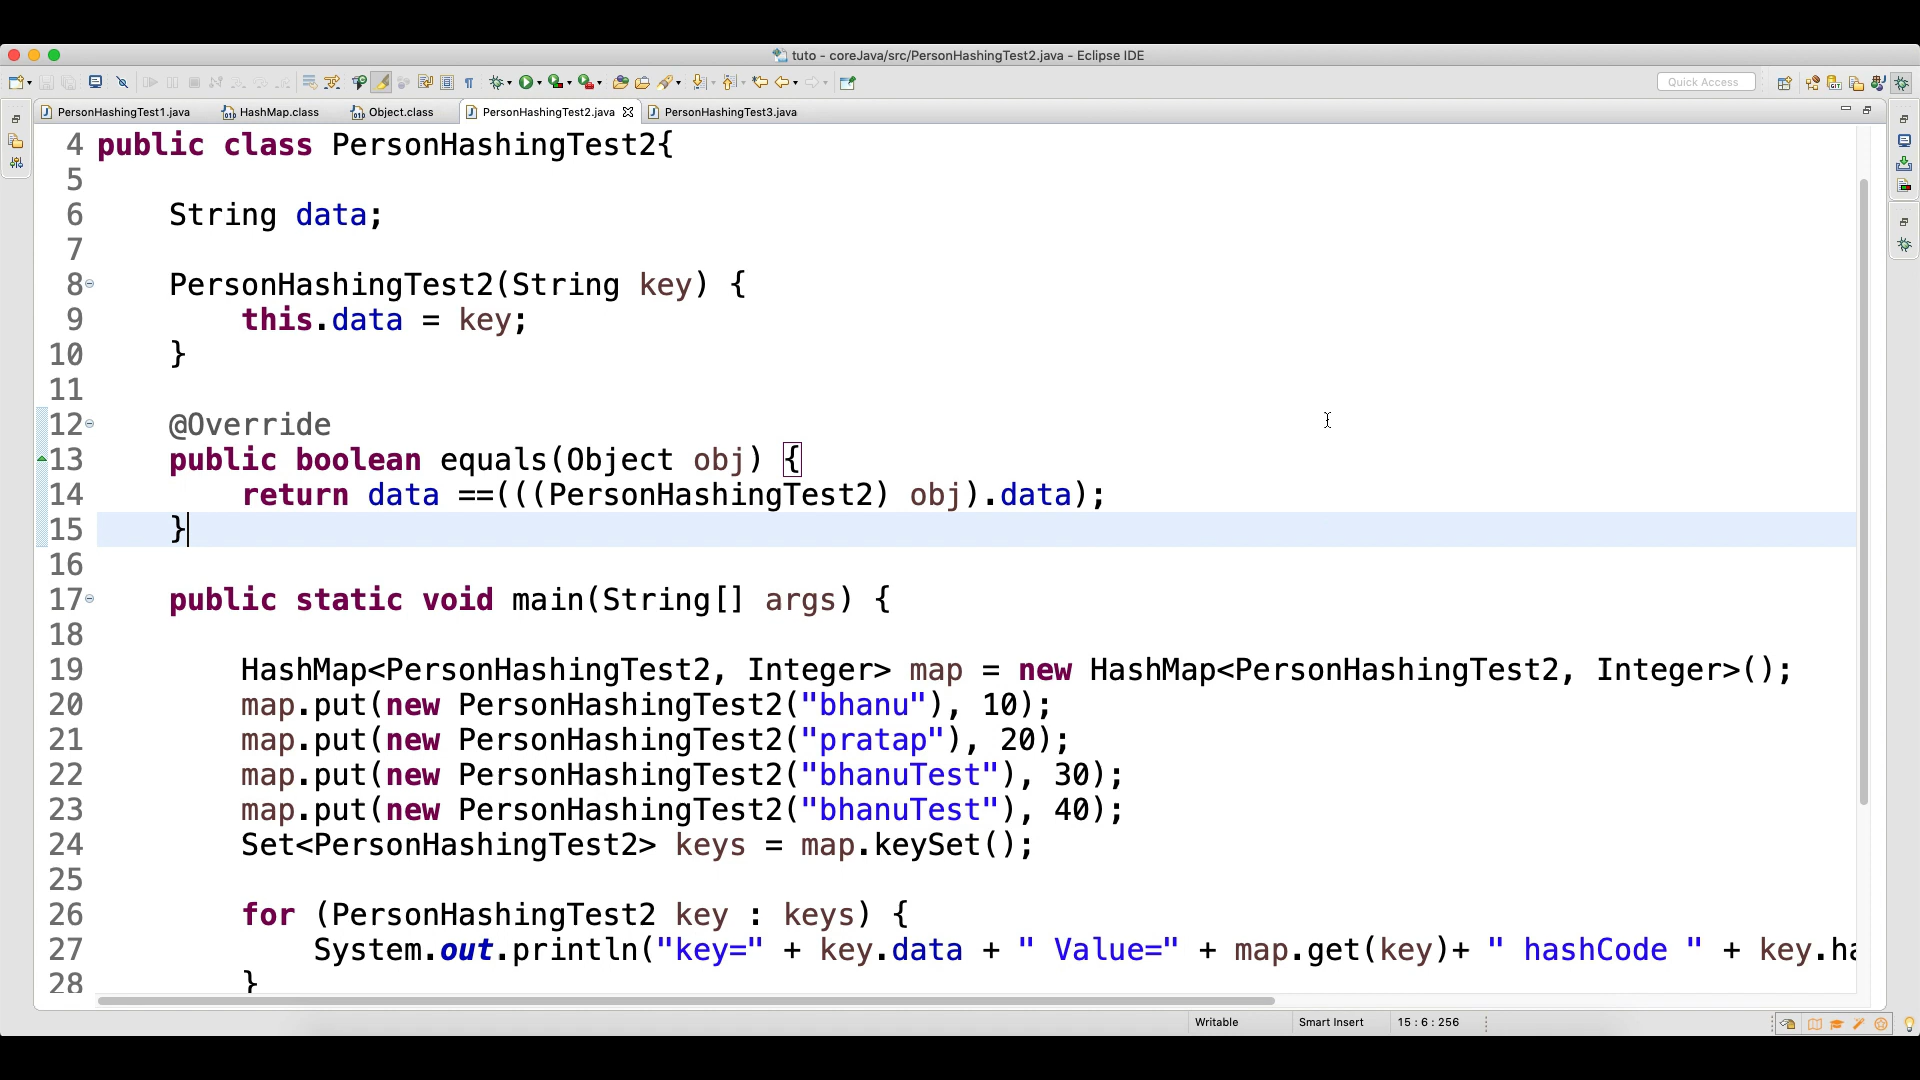 tuto - coreJava/src/PersonHashingTest2.java - Eclipse IDE
Quick Access
PersonHashingTest1.java HashMap.class Object.class PersonHashingTest2.java PersonHashingTest3.java
4 public class PersonHashingTest2{
5
6 String data;
7
8 PersonHashingTest2(String key) {
9 this.data = key;
10 }
11
12 @Override
13 public boolean equals(Object obj) {
14 return data ==(((PersonHashingTest2) obj).data);
15 }
16
17 public static void main(String[] args) {
18
19 HashMap<PersonHashingTest2, Integer> map = new HashMap<PersonHashingTest2, Integer>();
20 map.put(new PersonHashingTest2("bhanu"), 10);
21 map.put(new PersonHashingTest2("pratap"), 20);
22 map.put(new PersonHashingTest2("bhanuTest"), 30);
23 map.put(new PersonHashingTest2("bhanuTest"), 40);
24 Set<PersonHashingTest2> keys = map.keySet();
25
26 for (PersonHashingTest2 key : keys) {
27 System.out.println("key=" + key.data + " Value=" + map.get(key)+ " hashCode " + key.ha
28 }
Writable Smart Insert 15 : 6 : 256